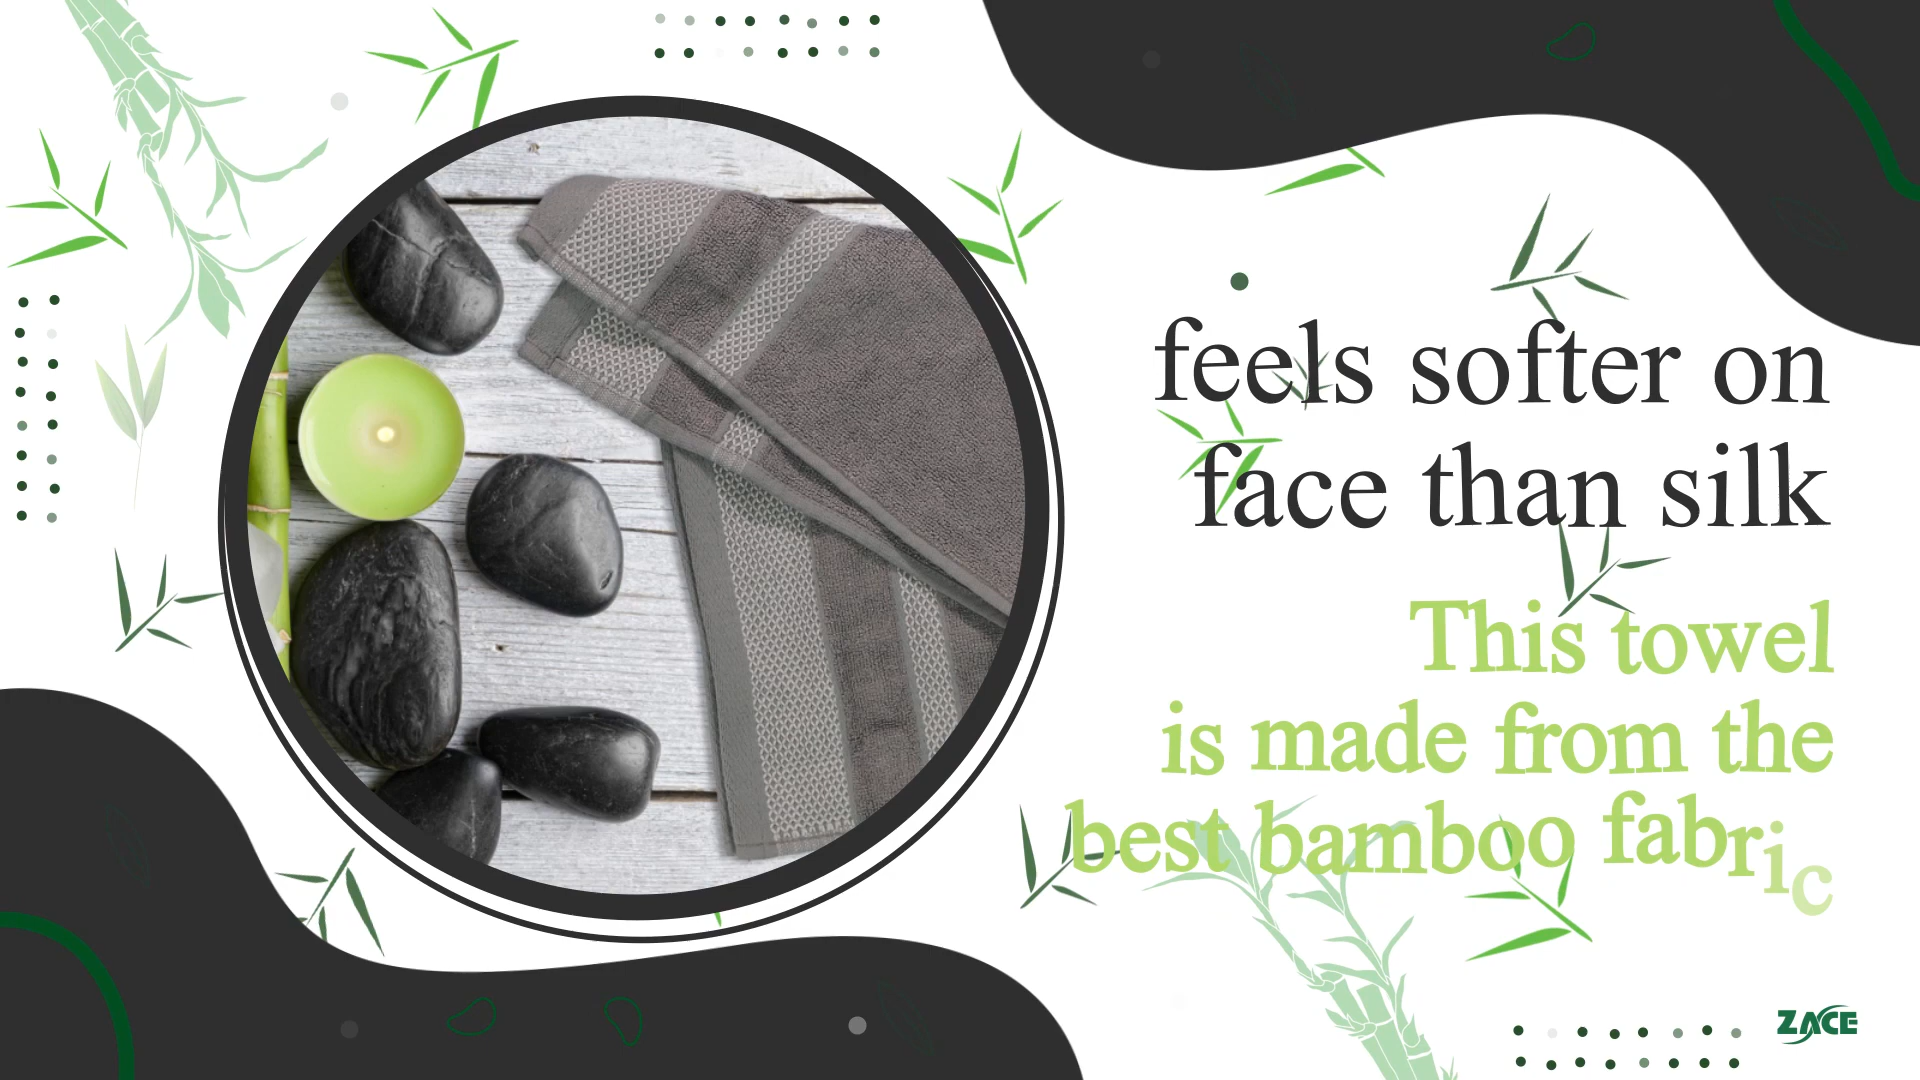 feels softer on
face than silk
This towel
is made from the
best bamboo fabric
ZACE